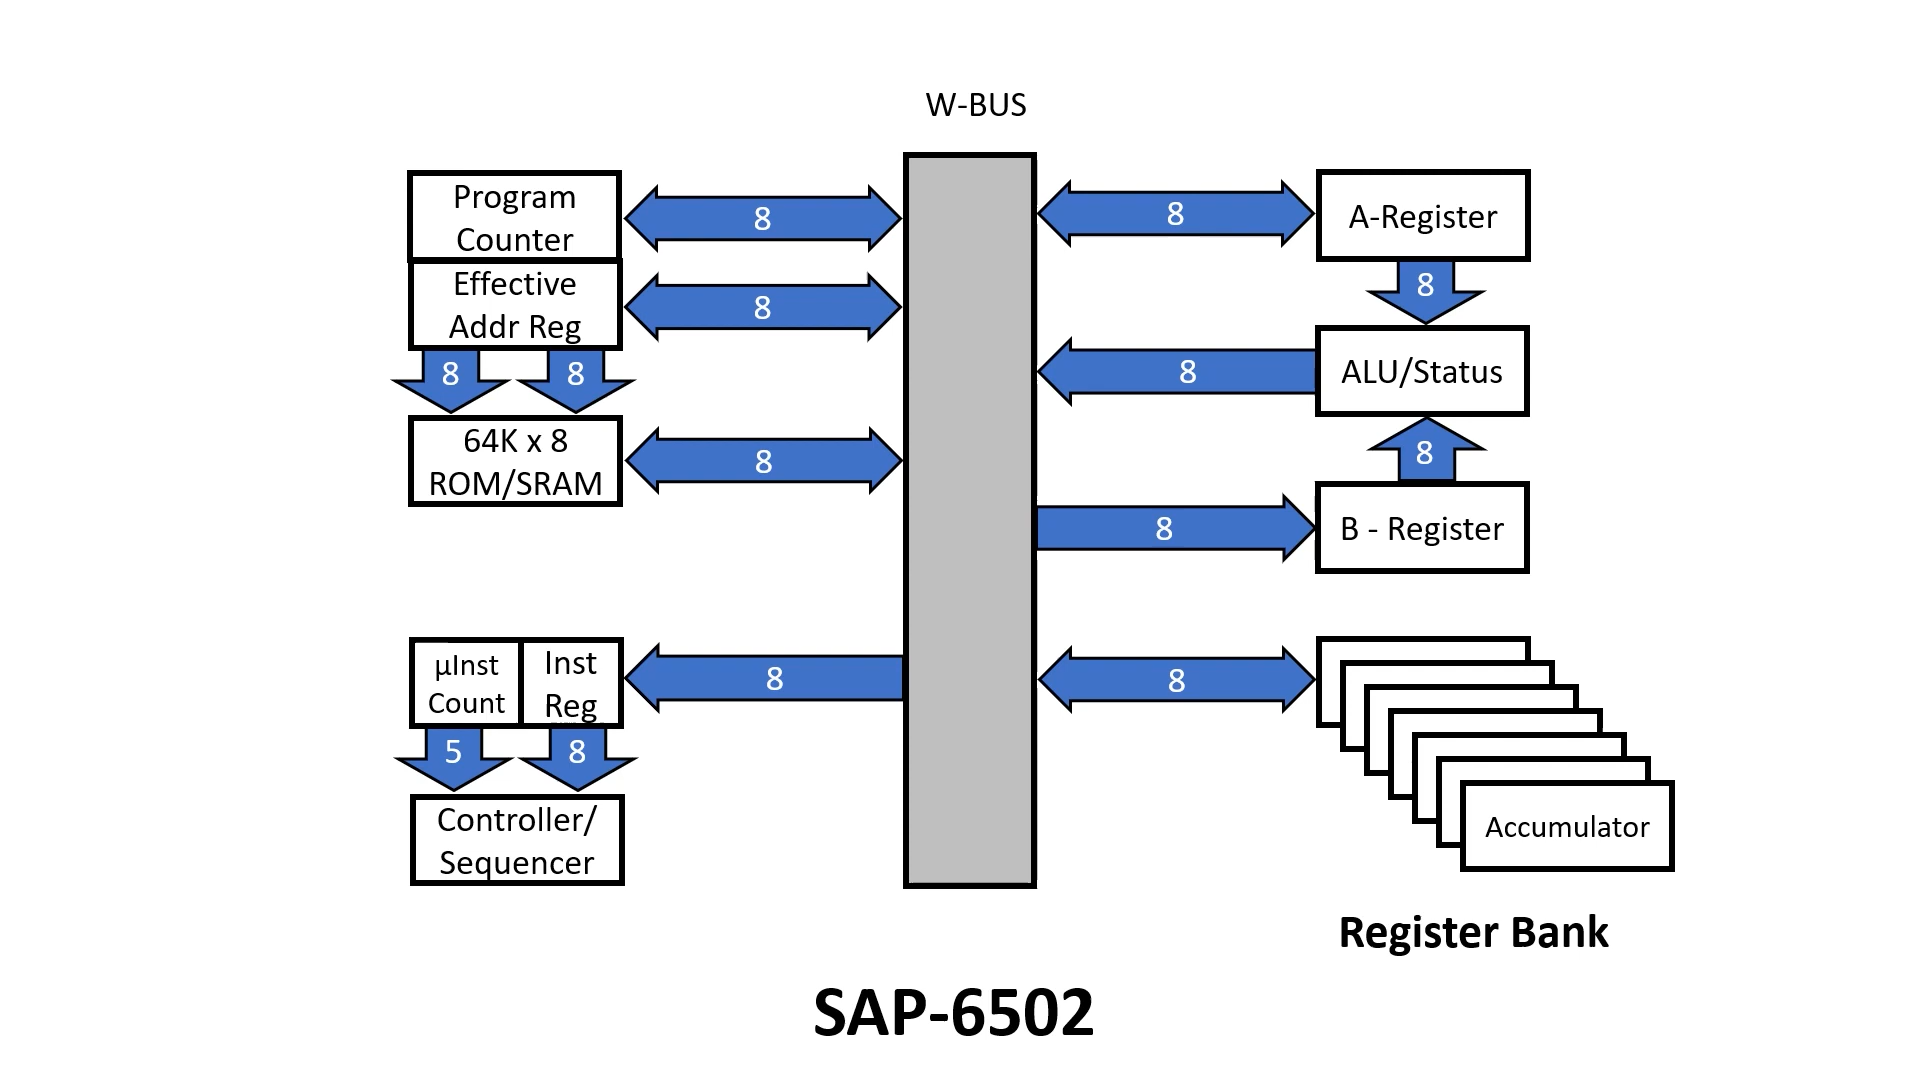 W-BUS
Program
Counter
8
8
A-Register
Effective
Addr Reg
8
8
8
8
ALU/Status
8
64K x 8
ROM/SRAM
8
8
8
B - Register
µInst
Count
Inst
Reg
8
8
5
8
Controller/
Sequencer
Accumulator
Register Bank
SAP-6502